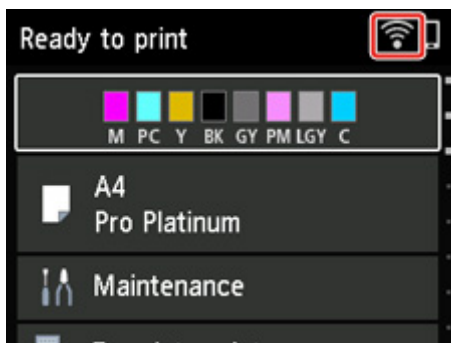 Ready to print
M PC Y BK GY PM LGY C
A4
Pro Platinum
Maintenance